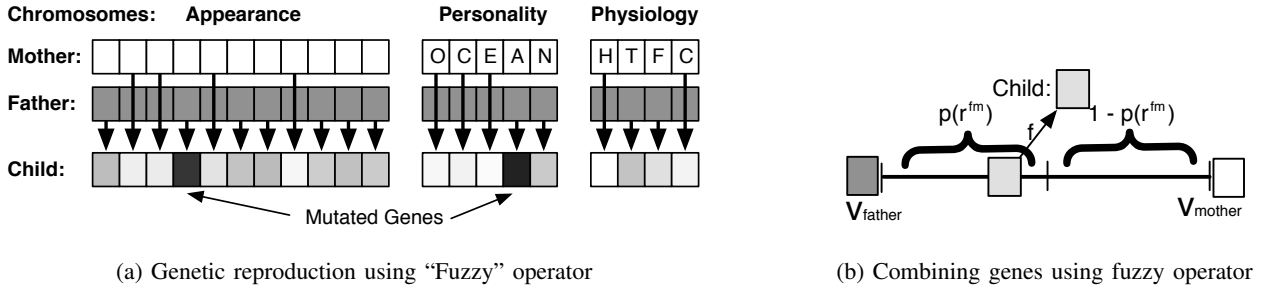 Chromosomes: Appearance Personality Physiology
Mother: O C E A N H T F C
Father:
Child:
Mutated Genes
(a) Genetic reproduction using “Fuzzy” operator
Child:
p(r^fm) f 1 - p(r^fm)
V_father V_mother
(b) Combining genes using fuzzy operator